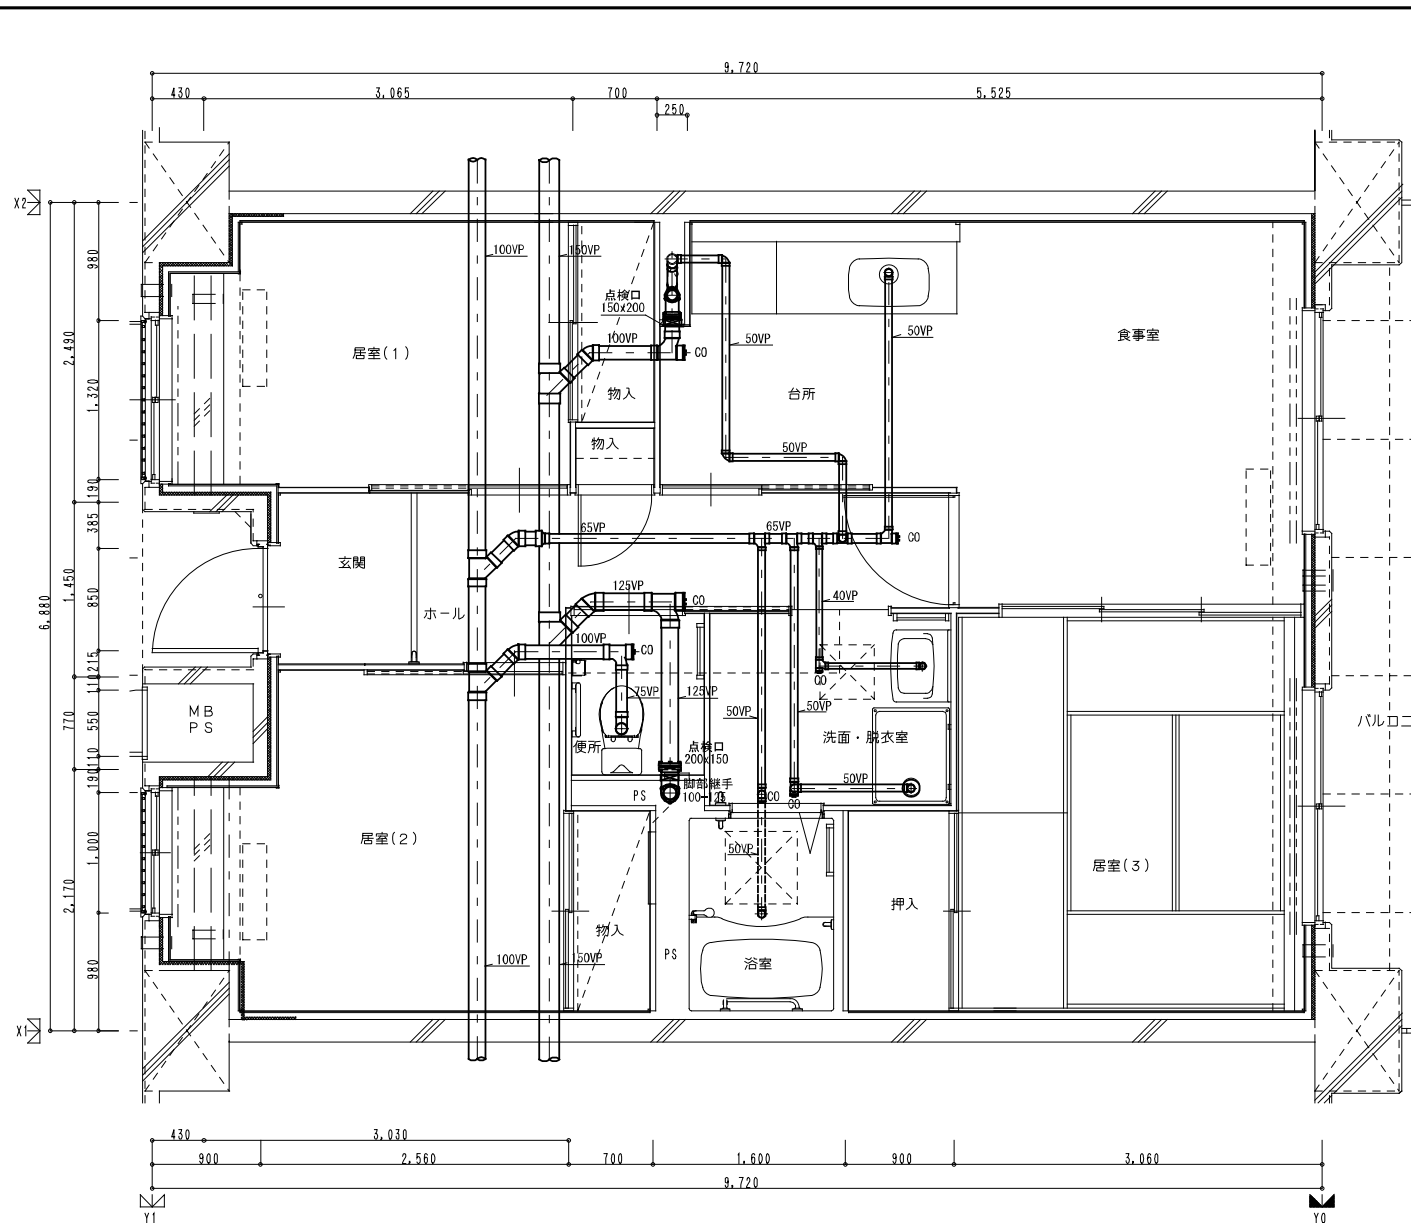 9,720
430
3,065
700
5,525
250
X2
100VP
150VP
980
点検口
150x200
100VP
CO
50VP
50VP
食事室
居室(1)
2,490
1,320
物入
台所
物入
50VP
190
385
65VP
65VP
CO
玄関
1,450
850
125VP
CO
40VP
6,880
ホール
100VP
CO
215
110
CO
75VP
125VP
50VP
50VP
MB
PS
550
770
便所
点検口
200x150
洗面・脱衣室
バルコニ
110
190
脚部継手
100-125
50VP
PS
CO
CO
居室(2)
1,000
50VP
居室(3)
2,170
物入
押入
980
100VP
150VP
PS
浴室
X1
430
3,030
900
2,560
700
1,600
900
3,060
9,720
Y1
Y0